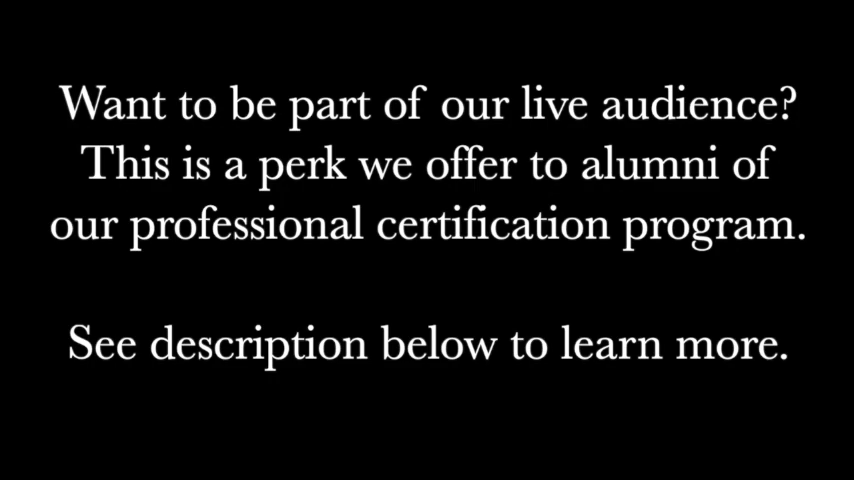 Want to be part of our live audience?
This is a perk we offer to alumni of
our professional certification program.
See description below to learn more.